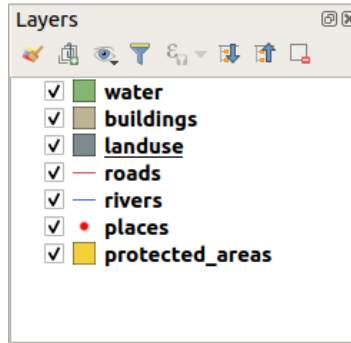 Layers
water
buildings
landuse
roads
rivers
places
protected_areas